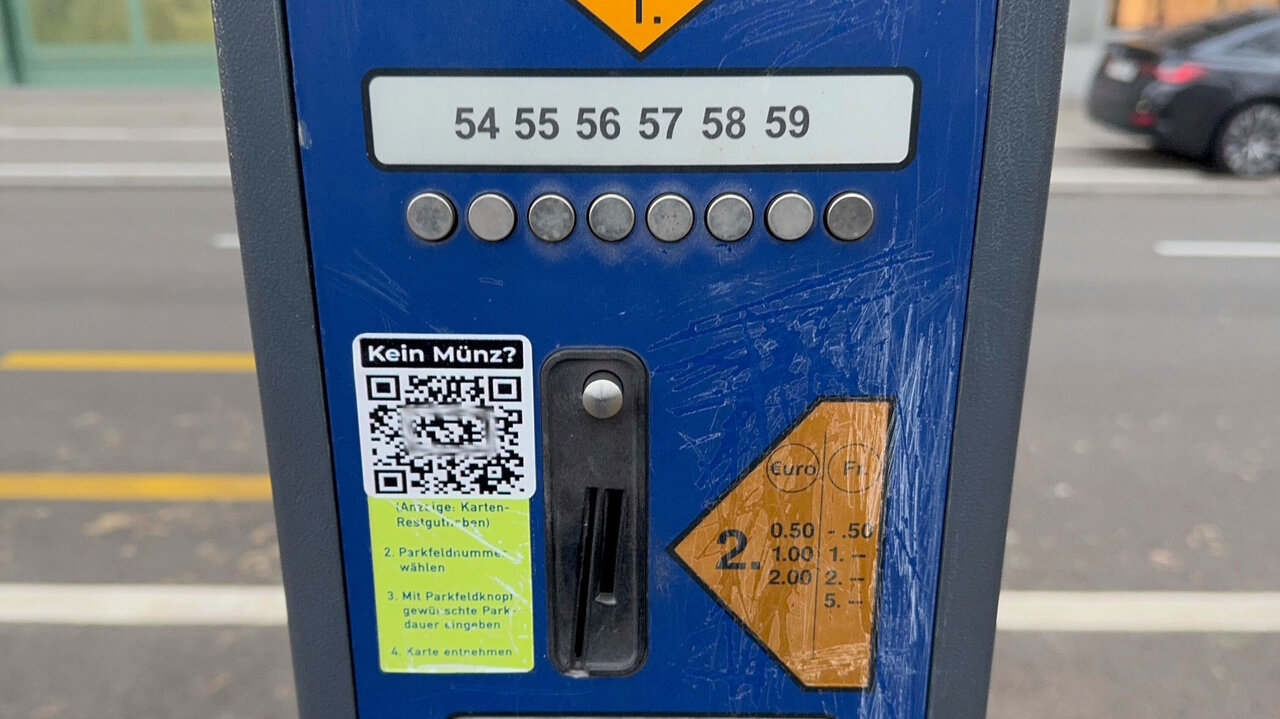 1.
54 55 56 57 58 59
Kein Münz?
(Anzeige: Karten-
Restguthaben)
2. Parkfeldnummer
wählen
3. Mit Parkfeldknopf
gewünschte Park-
dauer eingeben
4. Karte entnehmen
2.
€uro Fr.
0.50 -.50
1.00 1.–
2.00 2.–
5.–